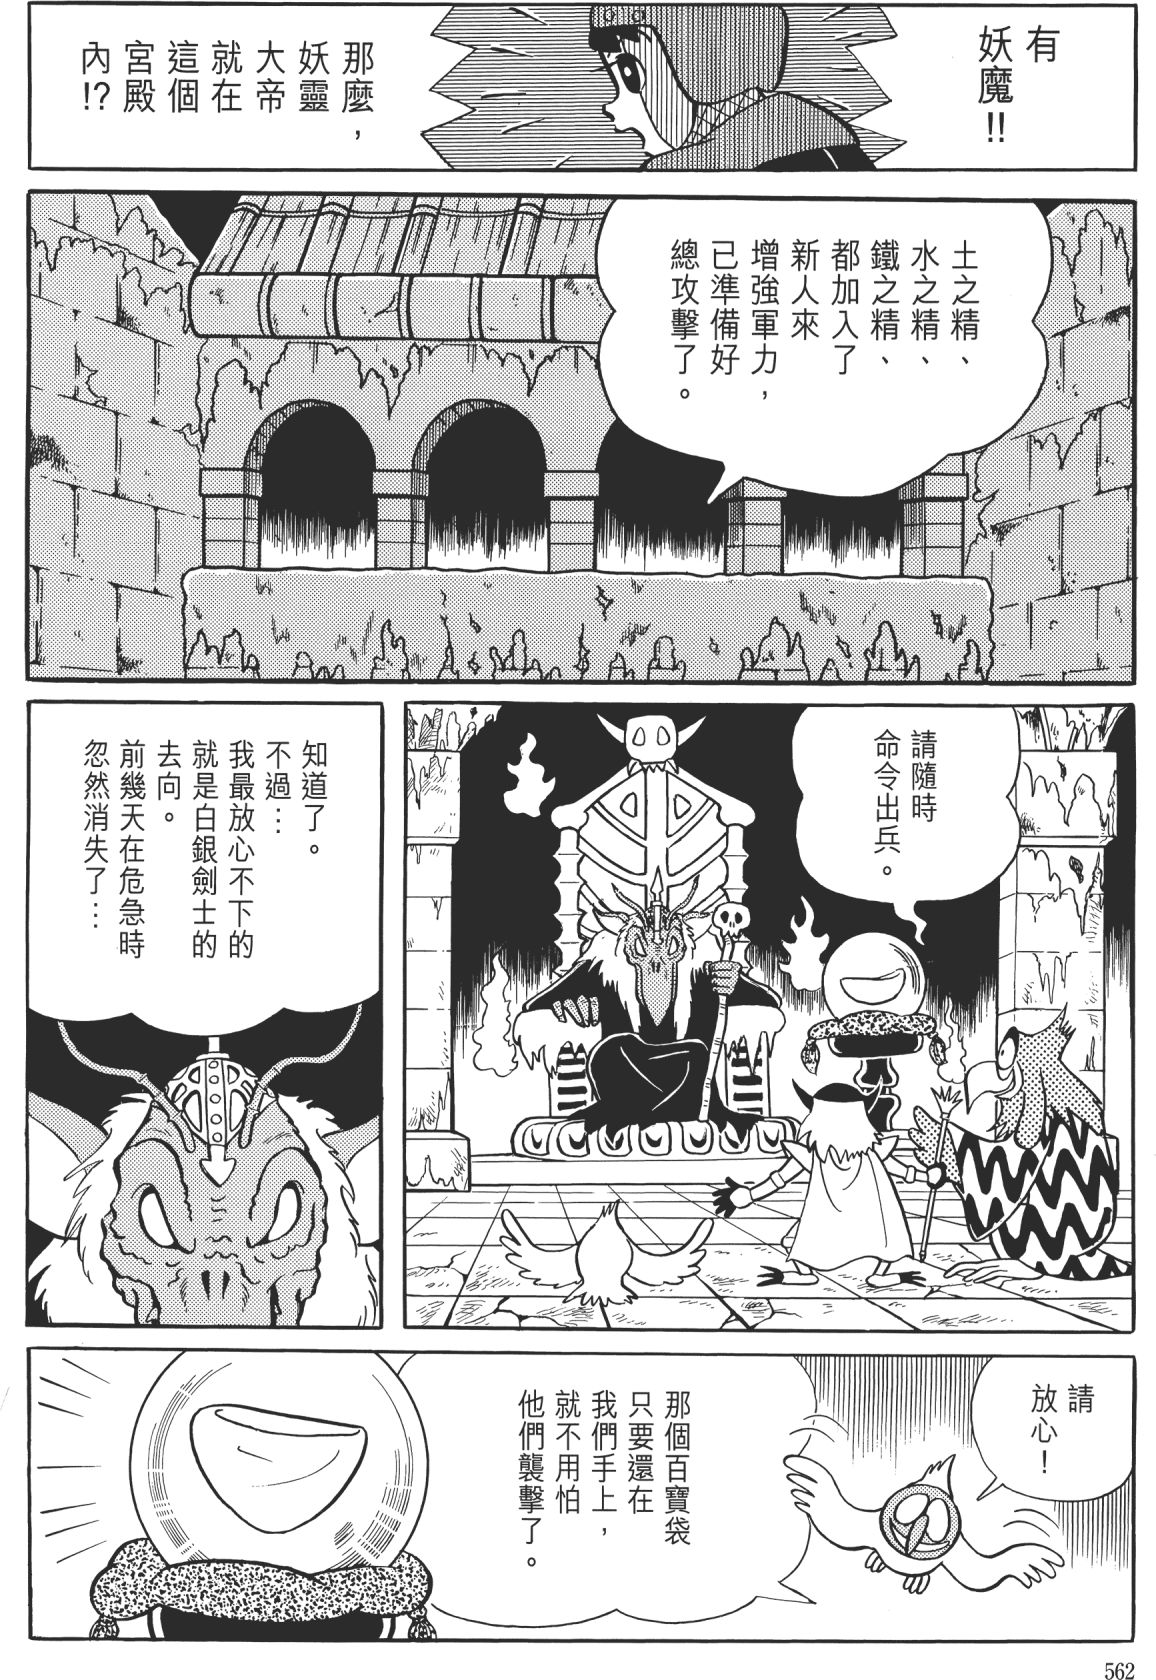 有
妖魔!!
那麼，
妖靈
大帝
就在
這個
宮殿
內!?
土之精、
水之精、
鐵之精、
都加入了
新人來
增強軍力，
已準備好
總攻擊了。
請隨時
命令出兵。
知道了。
不過…
我最放心不下的
就是白銀劍士的
去向。
前幾天在危急時
忽然消失了…
請
放心！
那個百寶袋
只要還在
我們手上，
就不用怕
他們襲擊了。
562